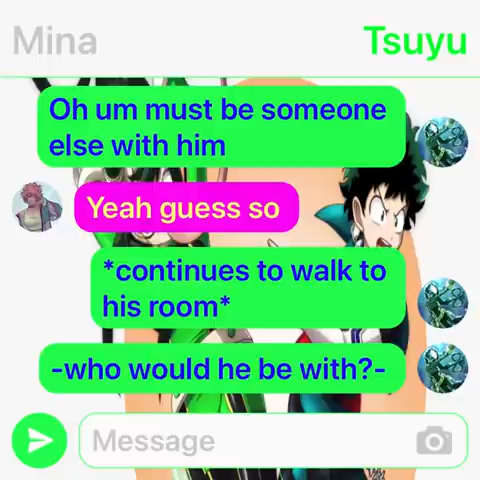 Mina
Tsuyu
Oh um must be someone
else with him
Yeah guess so
*continues to walk to
his room*
-who would he be with?-
Message